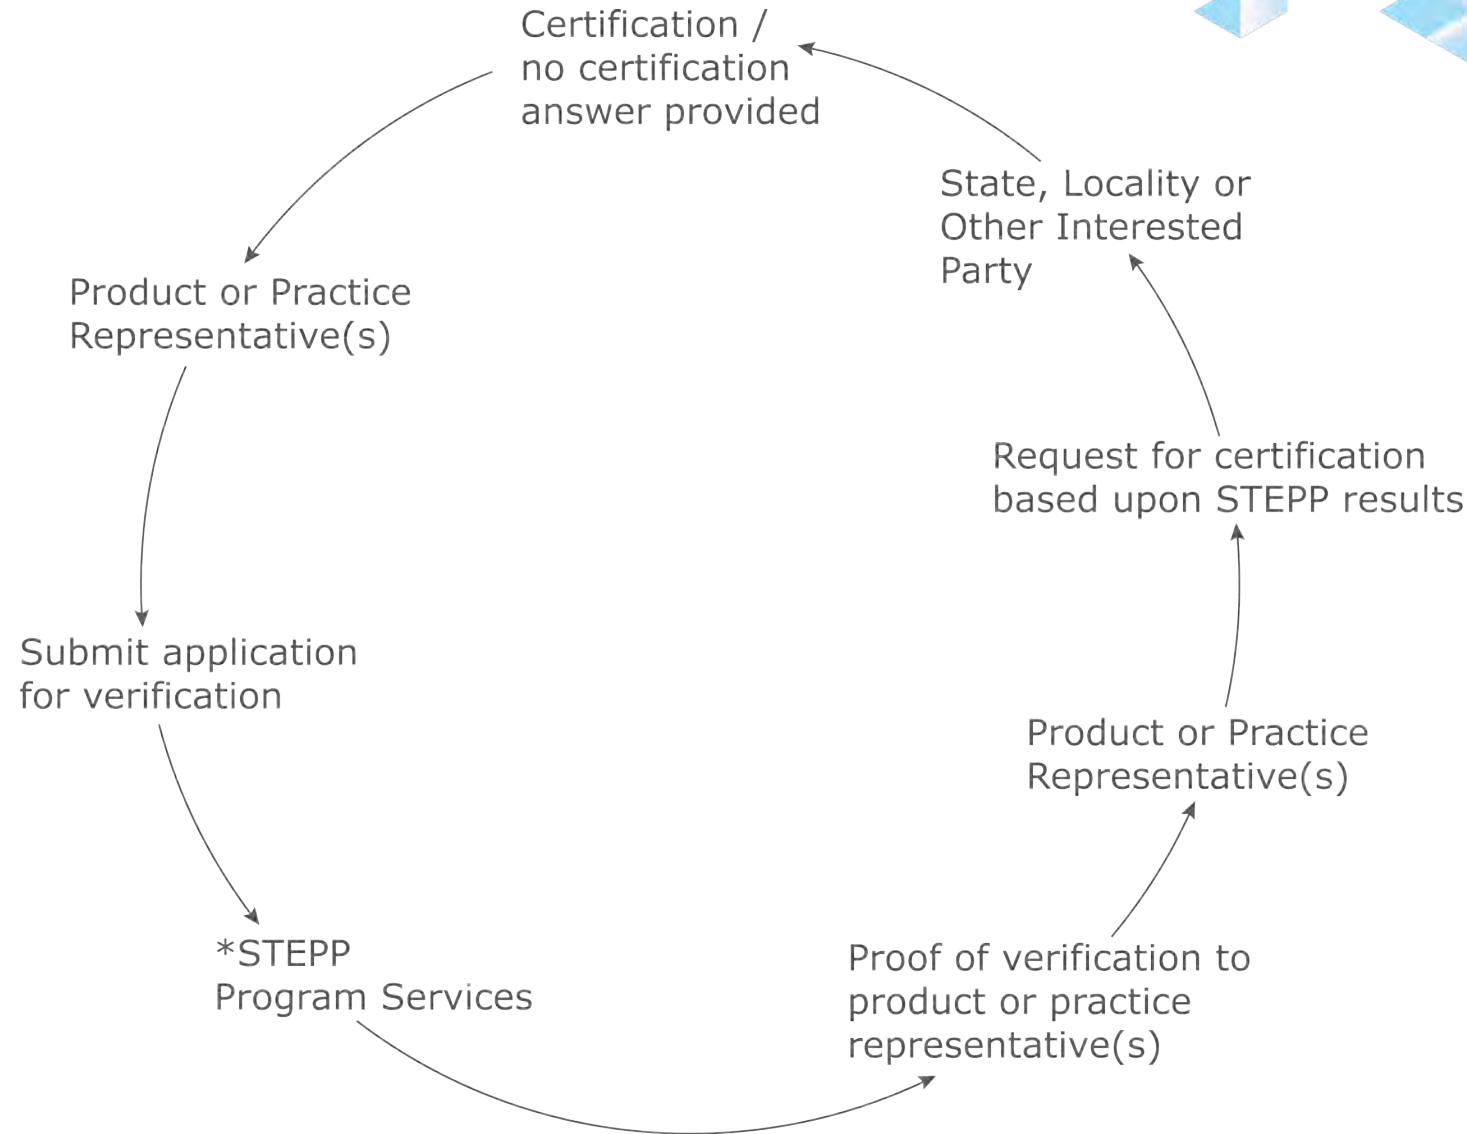 Certification /
no certification
answer provided
State, Locality or
Other Interested
Party
Product or Practice
Representative(s)
Request for certification
based upon STEPP results
Submit application
for verification
Product or Practice
Representative(s)
*STEPP
Program Services
Proof of verification to
product or practice
representative(s)